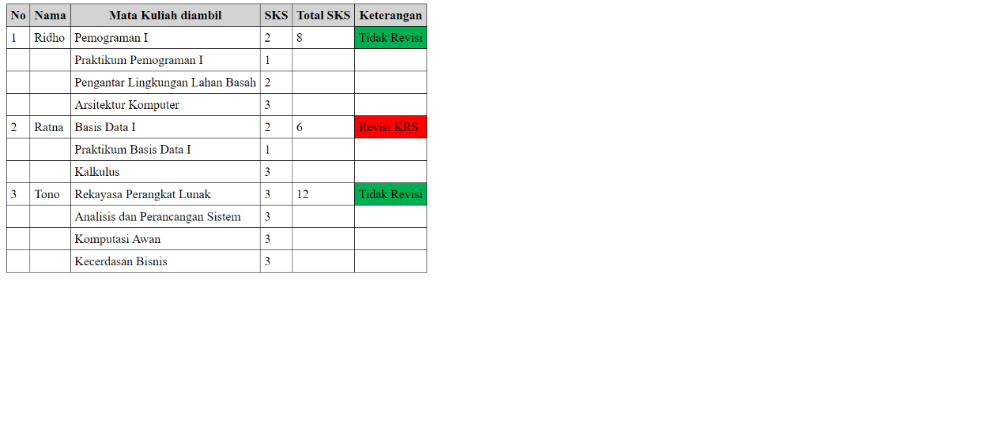 No Nama Mata Kuliah diambil SKS Total SKS Keterangan
1 Ridho Pemograman I 2 8 Tidak Revisi
Praktikum Pemograman I 1
Pengantar Lingkungan Lahan Basah 2
Arsitektur Komputer 3
2 Ratna Basis Data I 2 6 Revisi KRS
Praktikum Basis Data I 1
Kalkulus 3
3 Tono Rekayasa Perangkat Lunak 3 12 Tidak Revisi
Analisis dan Perancangan Sistem 3
Komputasi Awan 3
Kecerdasan Bisnis 3